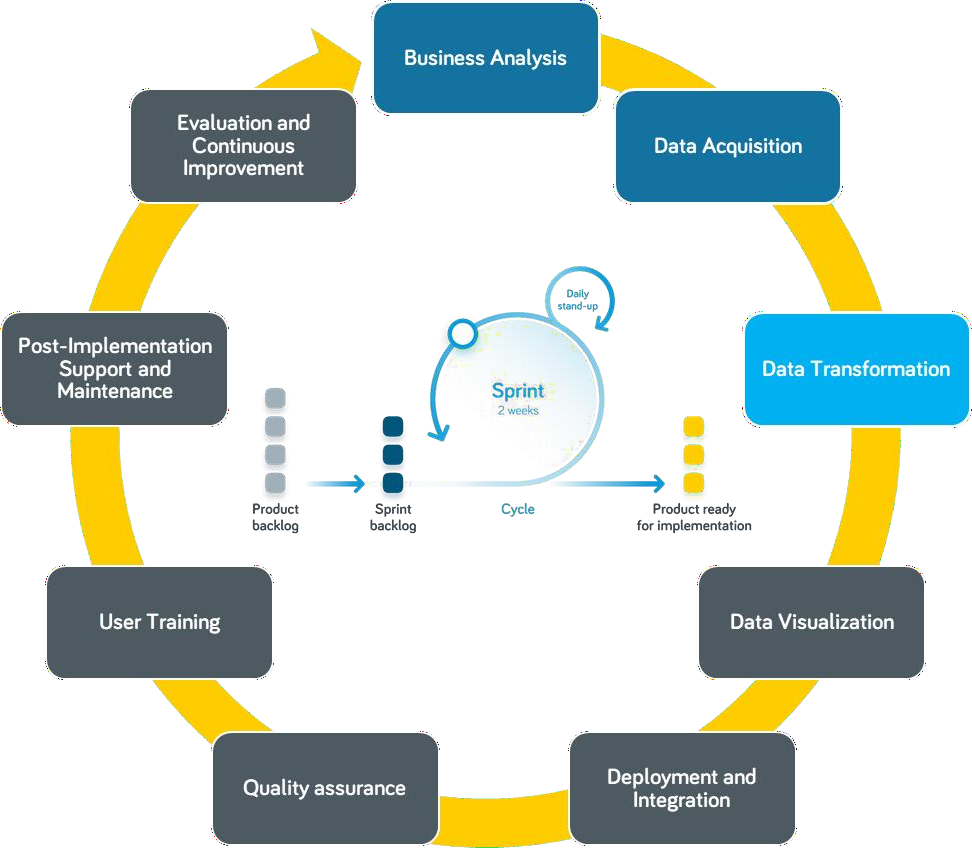 Business Analysis
Data Acquisition
Data Transformation
Data Visualization
Deployment and
Integration
Quality assurance
User Training
Post-Implementation
Support and
Maintenance
Evaluation and
Continuous
Improvement
Daily
stand-up
Sprint
2 weeks
Product
backlog
Sprint
backlog
Cycle
Product ready
for implementation